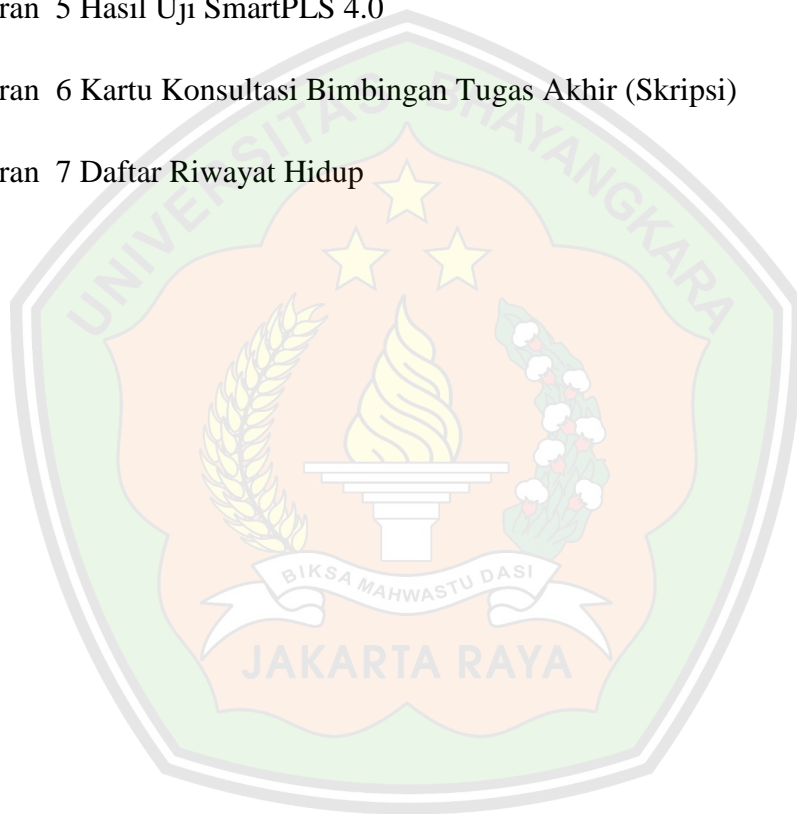 ran 5 Hasil Uji SmartPLS 4.0
ran 6 Kartu Konsultasi Bimbingan Tugas Akhir (Skripsi)
ran 7 Daftar Riwayat Hidup
UNIVERSITAS BHAYANGKARA
BIKSA MAHWASTU DASI
JAKARTA RAYA